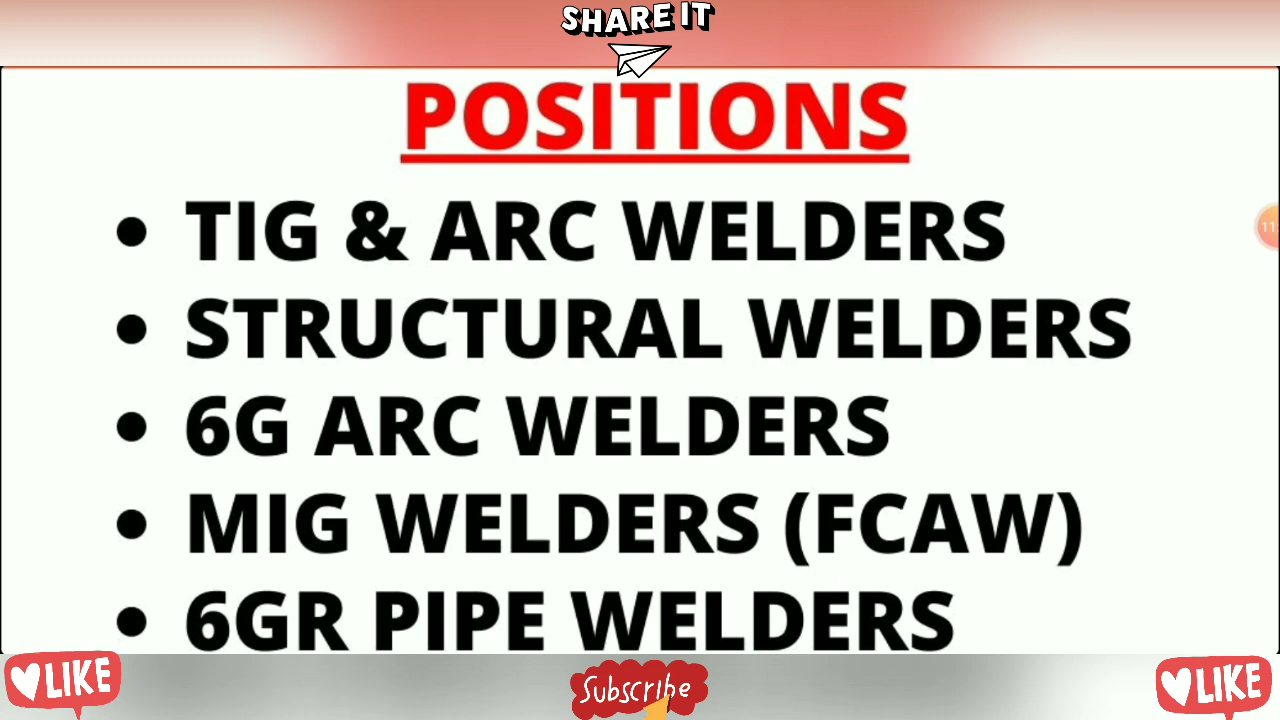 SHARE IT
POSITIONS
• TIG & ARC WELDERS
• STRUCTURAL WELDERS
• 6G ARC WELDERS
• MIG WELDERS (FCAW)
• 6GR PIPE WELDERS
LIKE
Subscribe
LIKE